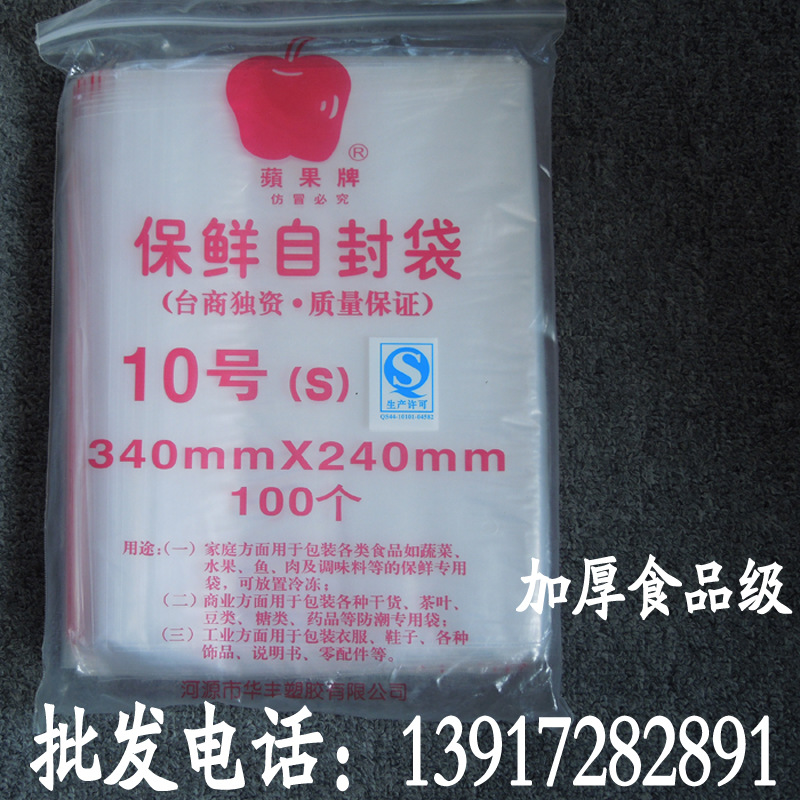 ®
蘋果牌
仿冒必究
保鲜自封袋
（台商独资·质量保证）
10号（S）
QS
生产许可
QS44-10101-04502
340mmX240mm
100个
用途：（一）家庭方面用于包装各类食品如蔬菜、
水果、鱼、肉及调味料等的保鲜专用
袋，可放置冷冻；
（二）商业方面用于包装各种干货、茶叶、
豆类、糖类、药品等防潮专用袋；
（三）工业方面用于包装衣服、鞋子、各种
饰品、说明书、零配件等。
河源市华丰塑胶有限公司
加厚食品级
批发电话：13917282891